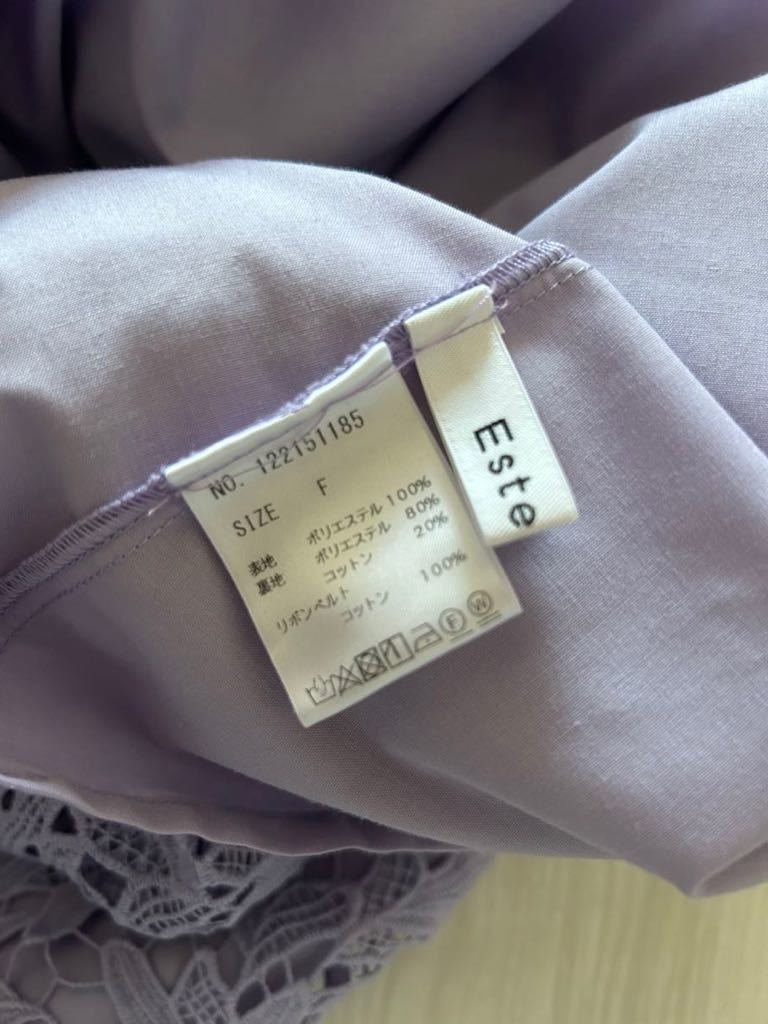 NO. 122151185
SIZE F
表地 ポリエステル 100%
裏地 ポリエステル 80%
コットン 20%
リボンベルト
コットン 100%
F W
Este